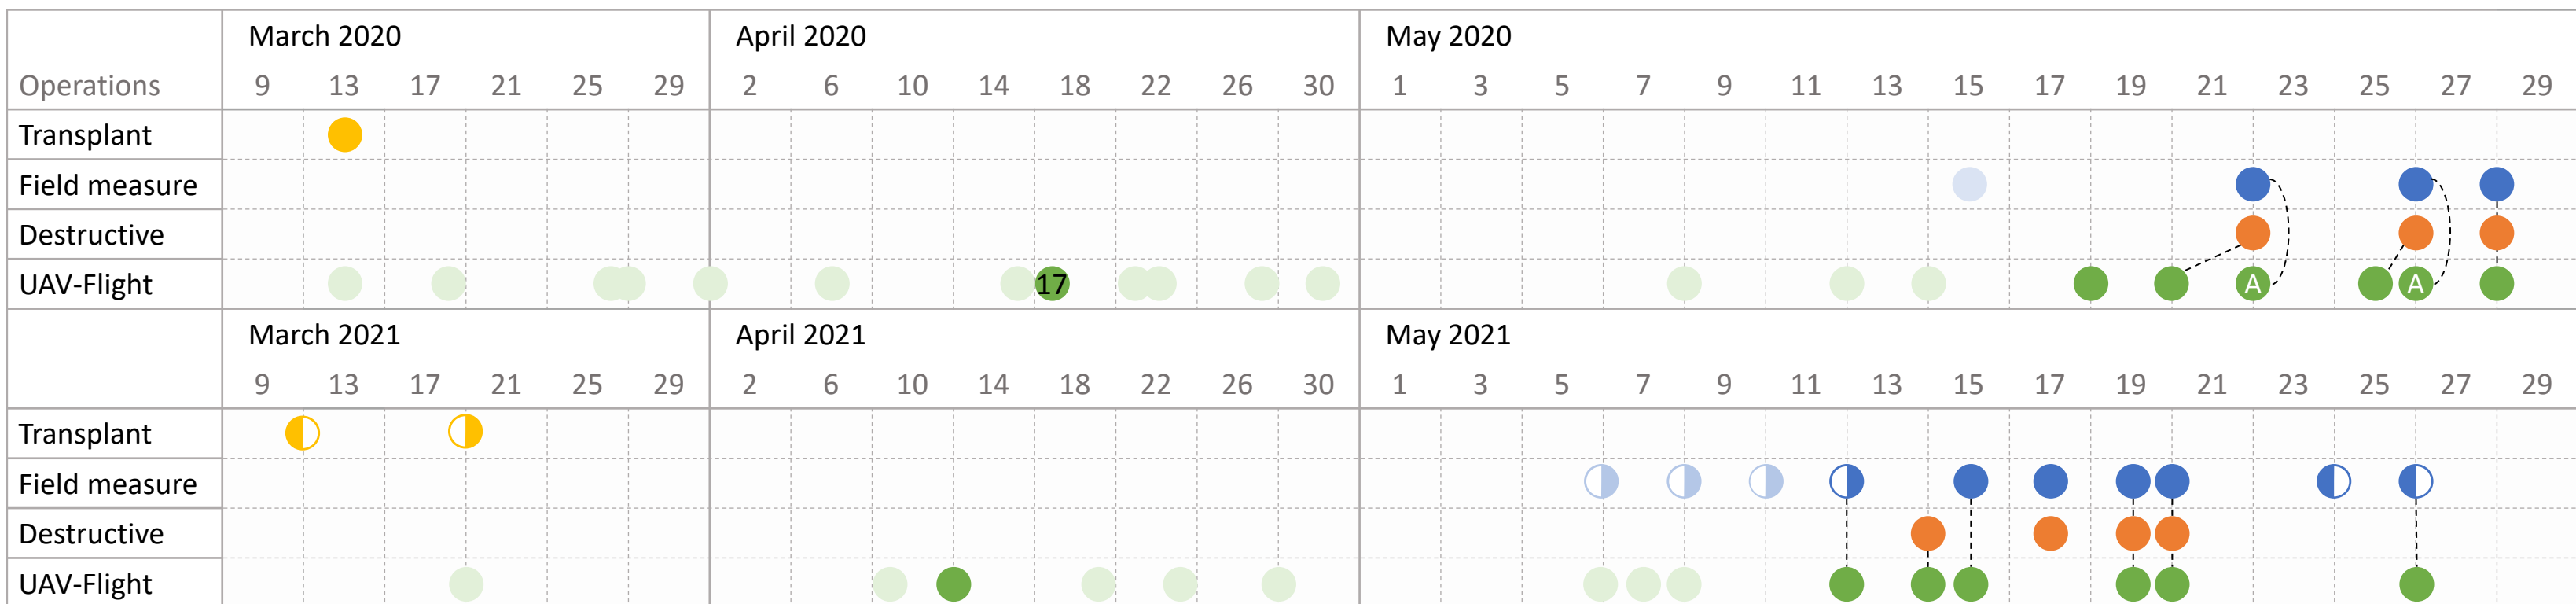 March 2020 April 2020 May 2020
Operations 9 13 17 21 25 29 2 6 10 14 18 22 26 30 1 3 5 7 9 11 13 15 17 19 21 23 25 27 29
Transplant
Field measure
Destructive
UAV-Flight 17 A A
March 2021 April 2021 May 2021
9 13 17 21 25 29 2 6 10 14 18 22 26 30 1 3 5 7 9 11 13 15 17 19 21 23 25 27 29
Transplant
Field measure
Destructive
UAV-Flight